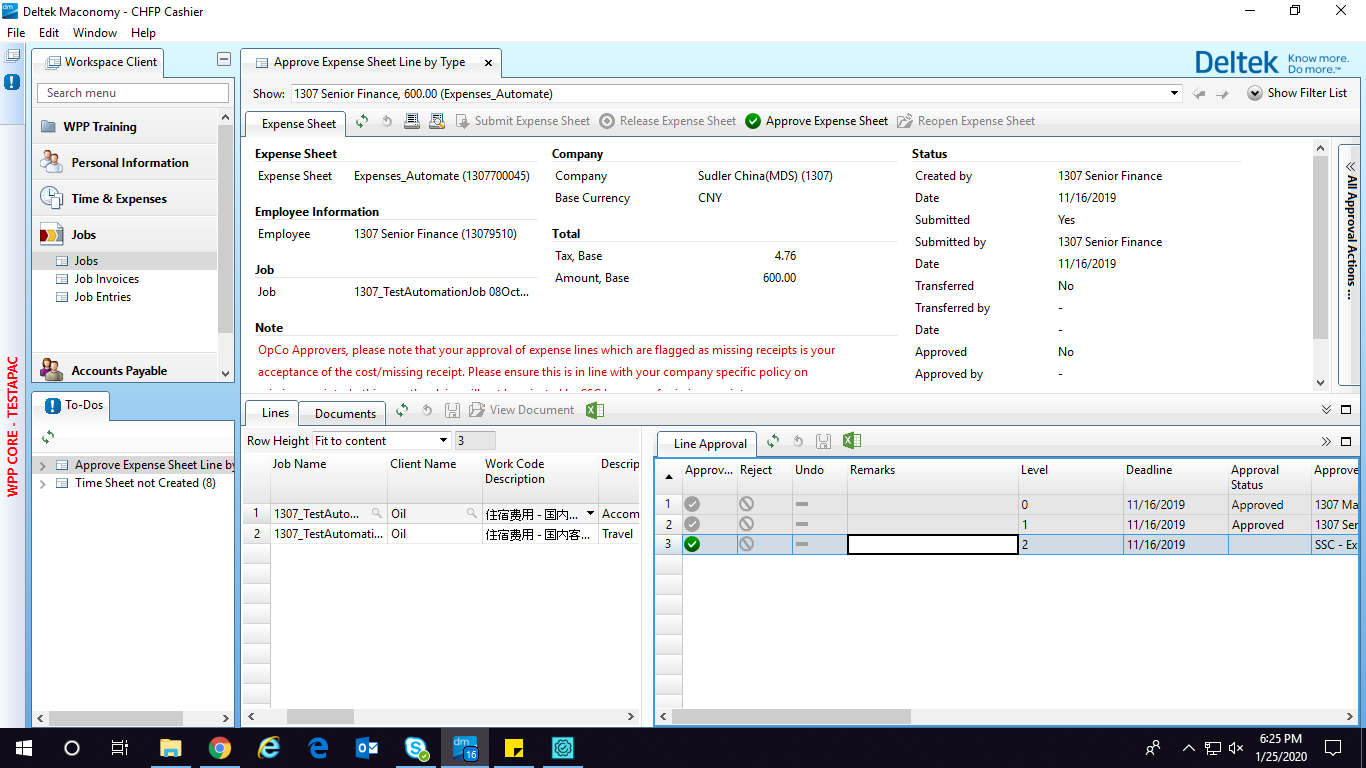 Deltek Maconomy - CHFP Cashier
File Edit Window Help
Workspace Client
Search menu
WPP Training
Personal Information
Time & Expenses
Jobs
Jobs
Job Invoices
Job Entries
Accounts Payable
To-Dos
Approve Expense Sheet Line by
Time Sheet not Created (8)
WPP CORE - TESTAPAC
Approve Expense Sheet Line by Type
Deltek Know more. Do more.™
Show: 1307 Senior Finance, 600.00 (Expenses_Automate)
Show Filter List
Expense Sheet
Submit Expense Sheet
Release Expense Sheet
Approve Expense Sheet
Reopen Expense Sheet
Expense Sheet
Expense Sheet Expenses_Automate (1307700045)
Employee Information
Employee 1307 Senior Finance (13079510)
Job
Job 1307_TestAutomationJob 08Oct...
Note
OpCo Approvers, please note that your approval of expense lines which are flagged as missing receipts is your
acceptance of the cost/missing receipt. Please ensure this is in line with your company specific policy on
Company
Company Sudler China(MDS) (1307)
Base Currency CNY
Total
Tax, Base 4.76
Amount, Base 600.00
Status
Created by 1307 Senior Finance
Date 11/16/2019
Submitted Yes
Submitted by 1307 Senior Finance
Date 11/16/2019
Transferred No
Transferred by -
Date -
Approved No
Approved by -
All Approval Actions ...
Lines Documents
View Document
Row Height Fit to content 3
Job Name Client Name Work Code Description Descrip
1 1307_TestAuto... Oil 住宿费用 - 国内... Accom
2 1307_TestAutomati... Oil 住宿费用 - 国内客... Travel
Line Approval
Approv... Reject Undo Remarks Level Deadline Approval Status Approve
1 0 11/16/2019 Approved 1307 Ma
2 1 11/16/2019 Approved 1307 Ser
3 2 11/16/2019 SSC - Ex
dm 16
6:25 PM
1/25/2020